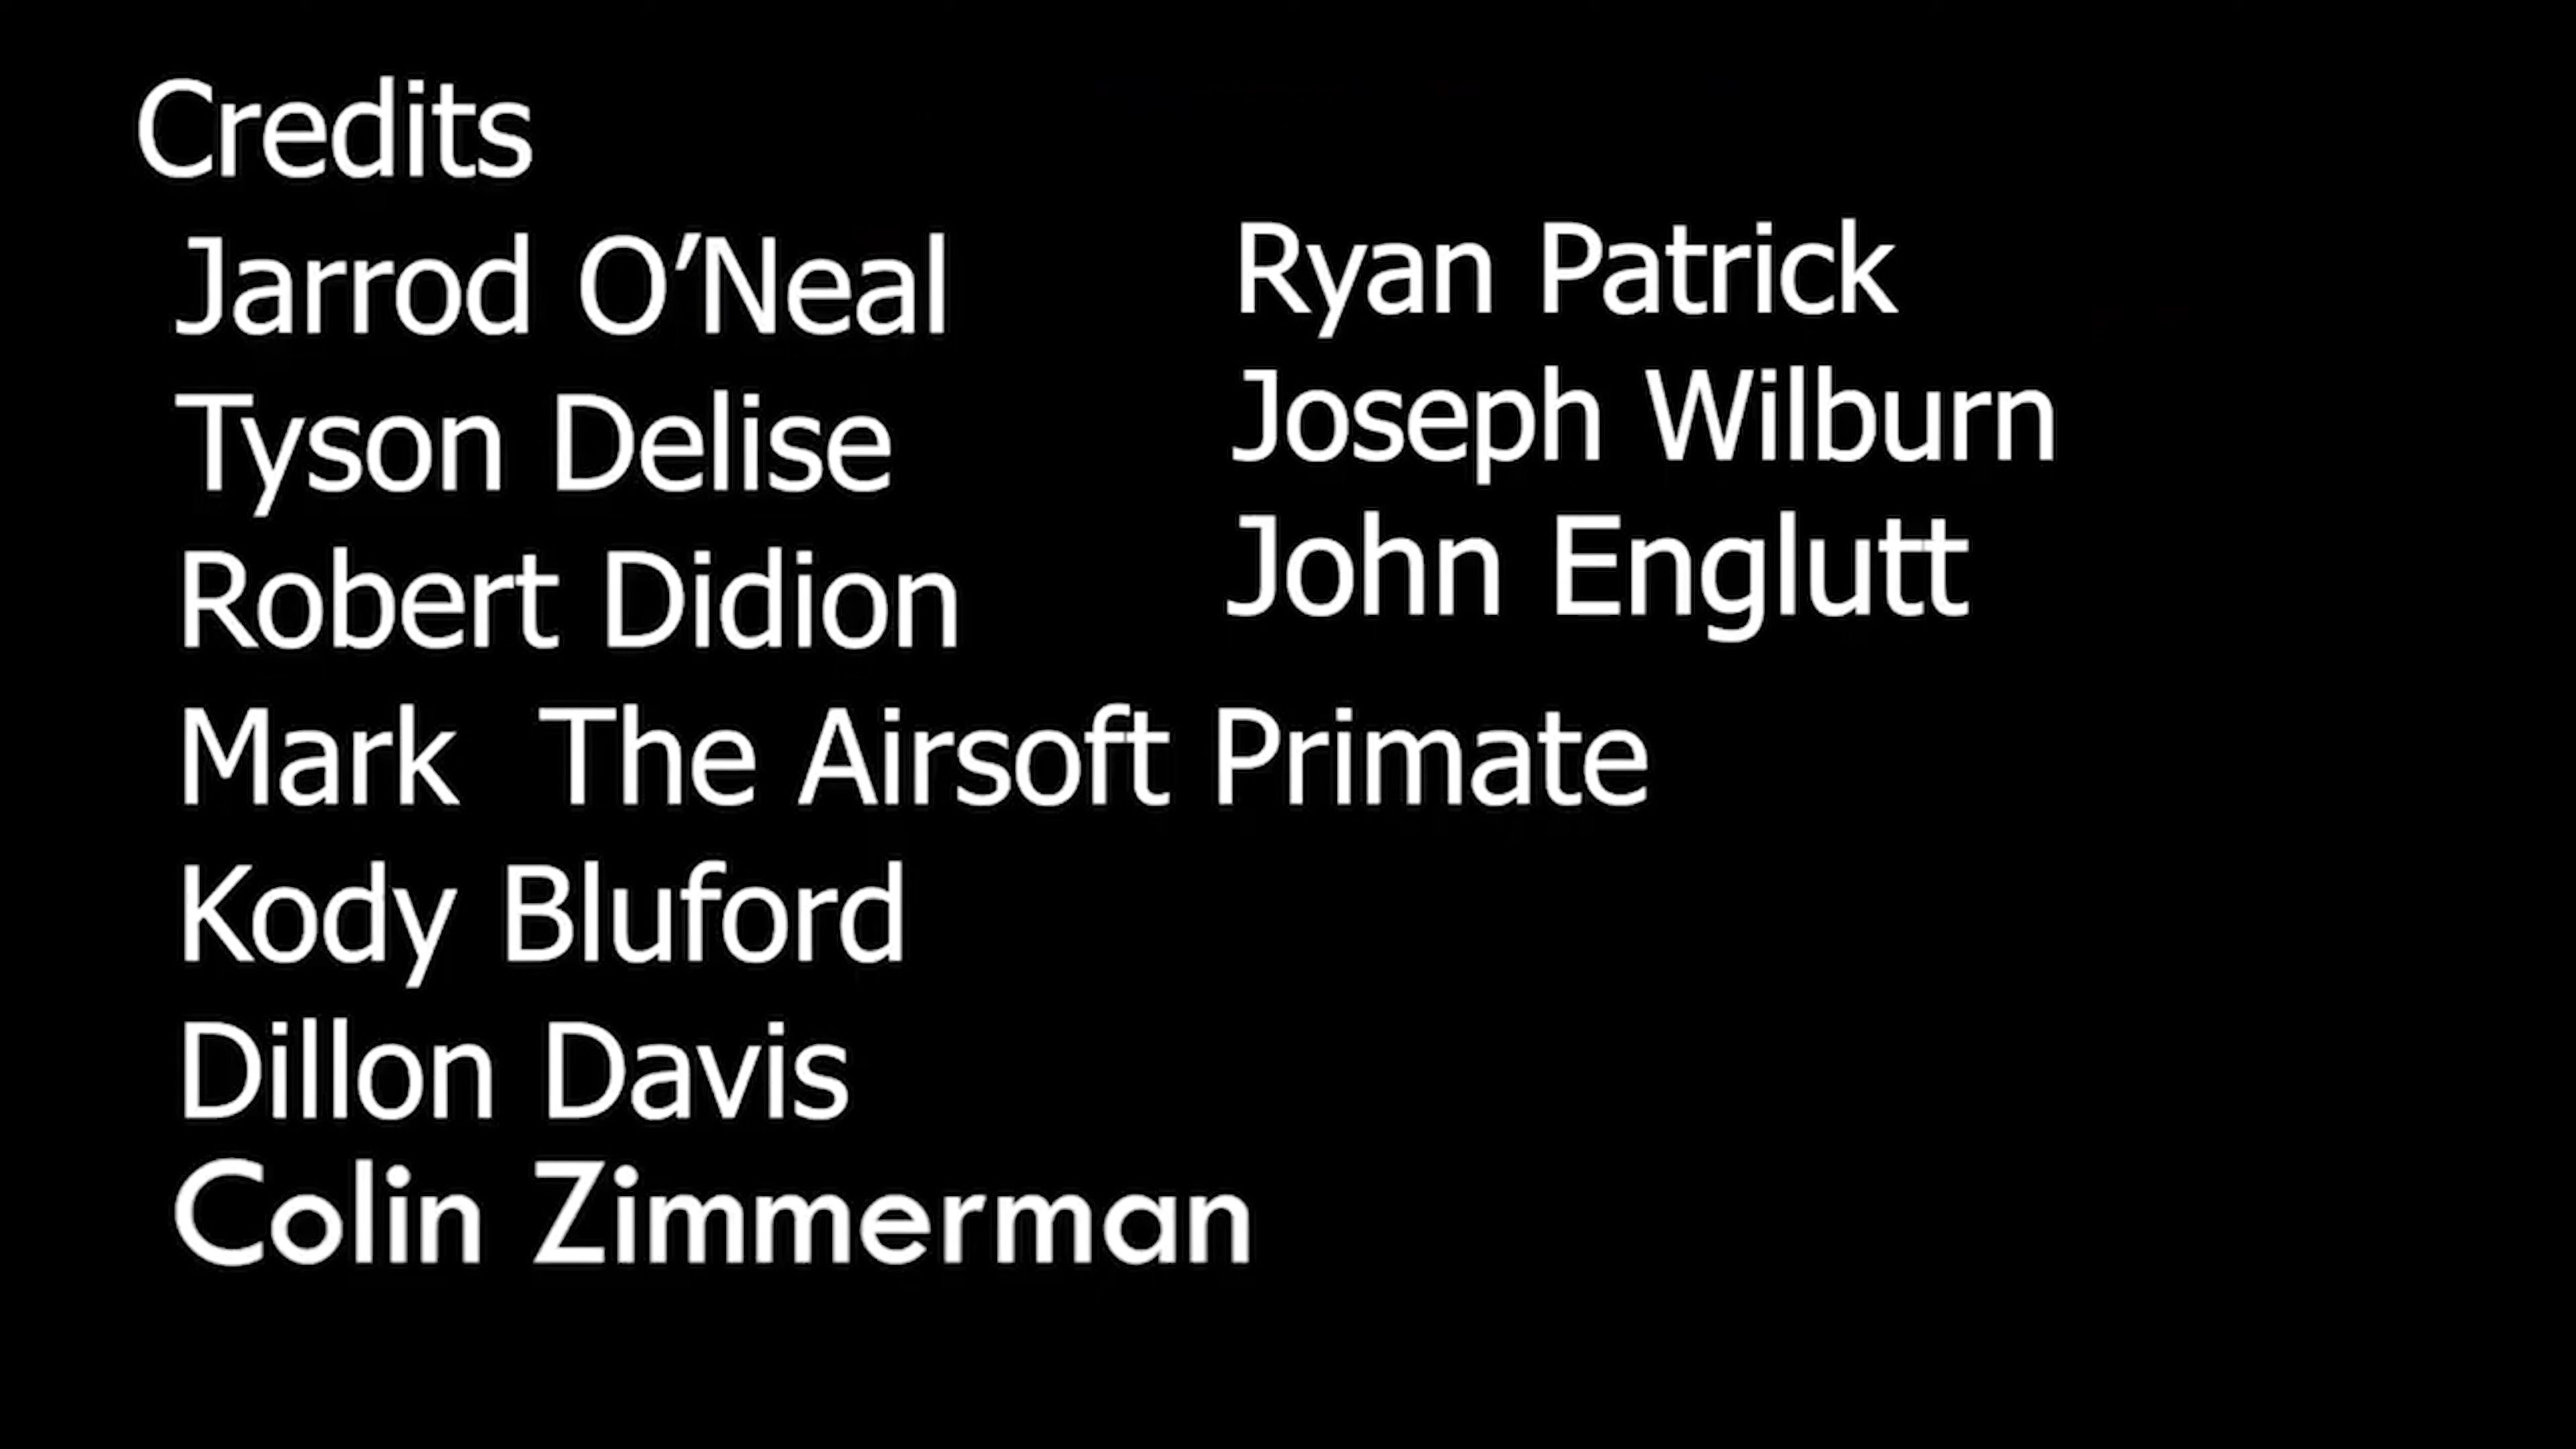 Credits
Jarrod O’Neal
Tyson Delise
Robert Didion
Mark  The Airsoft Primate
Kody Bluford
Dillon Davis
Colin Zimmerman
Ryan Patrick
Joseph Wilburn
John Englutt